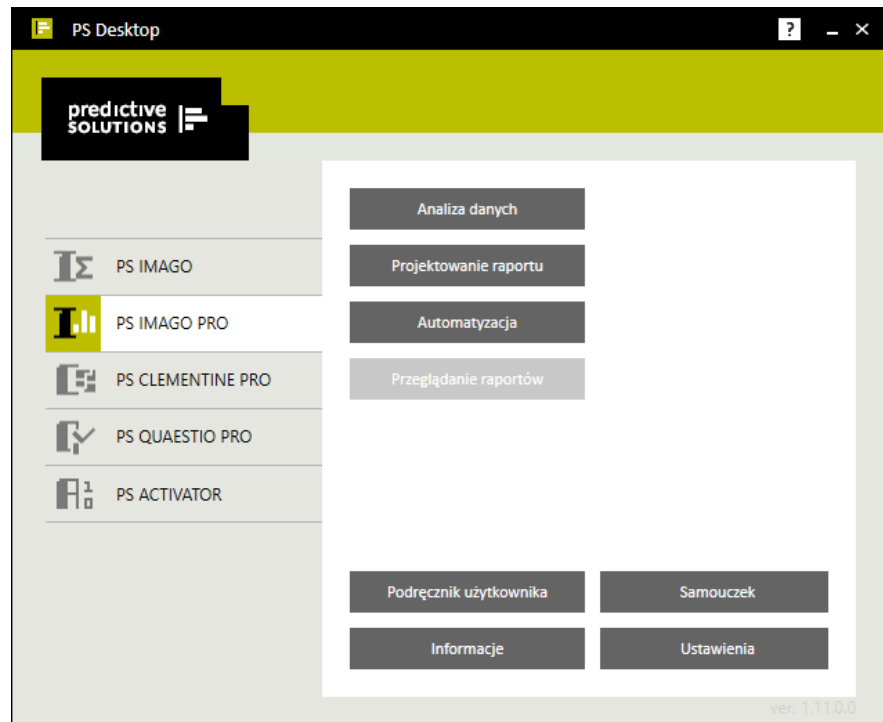 PS Desktop
?
predictive
SOLUTIONS
PS IMAGO
PS IMAGO PRO
PS CLEMENTINE PRO
PS QUAESTIO PRO
PS ACTIVATOR
Analiza danych
Projektowanie raportu
Automatyzacja
Przeglądanie raportów
Podręcznik użytkownika
Samouczek
Informacje
Ustawienia
ver. 1.11.0.0